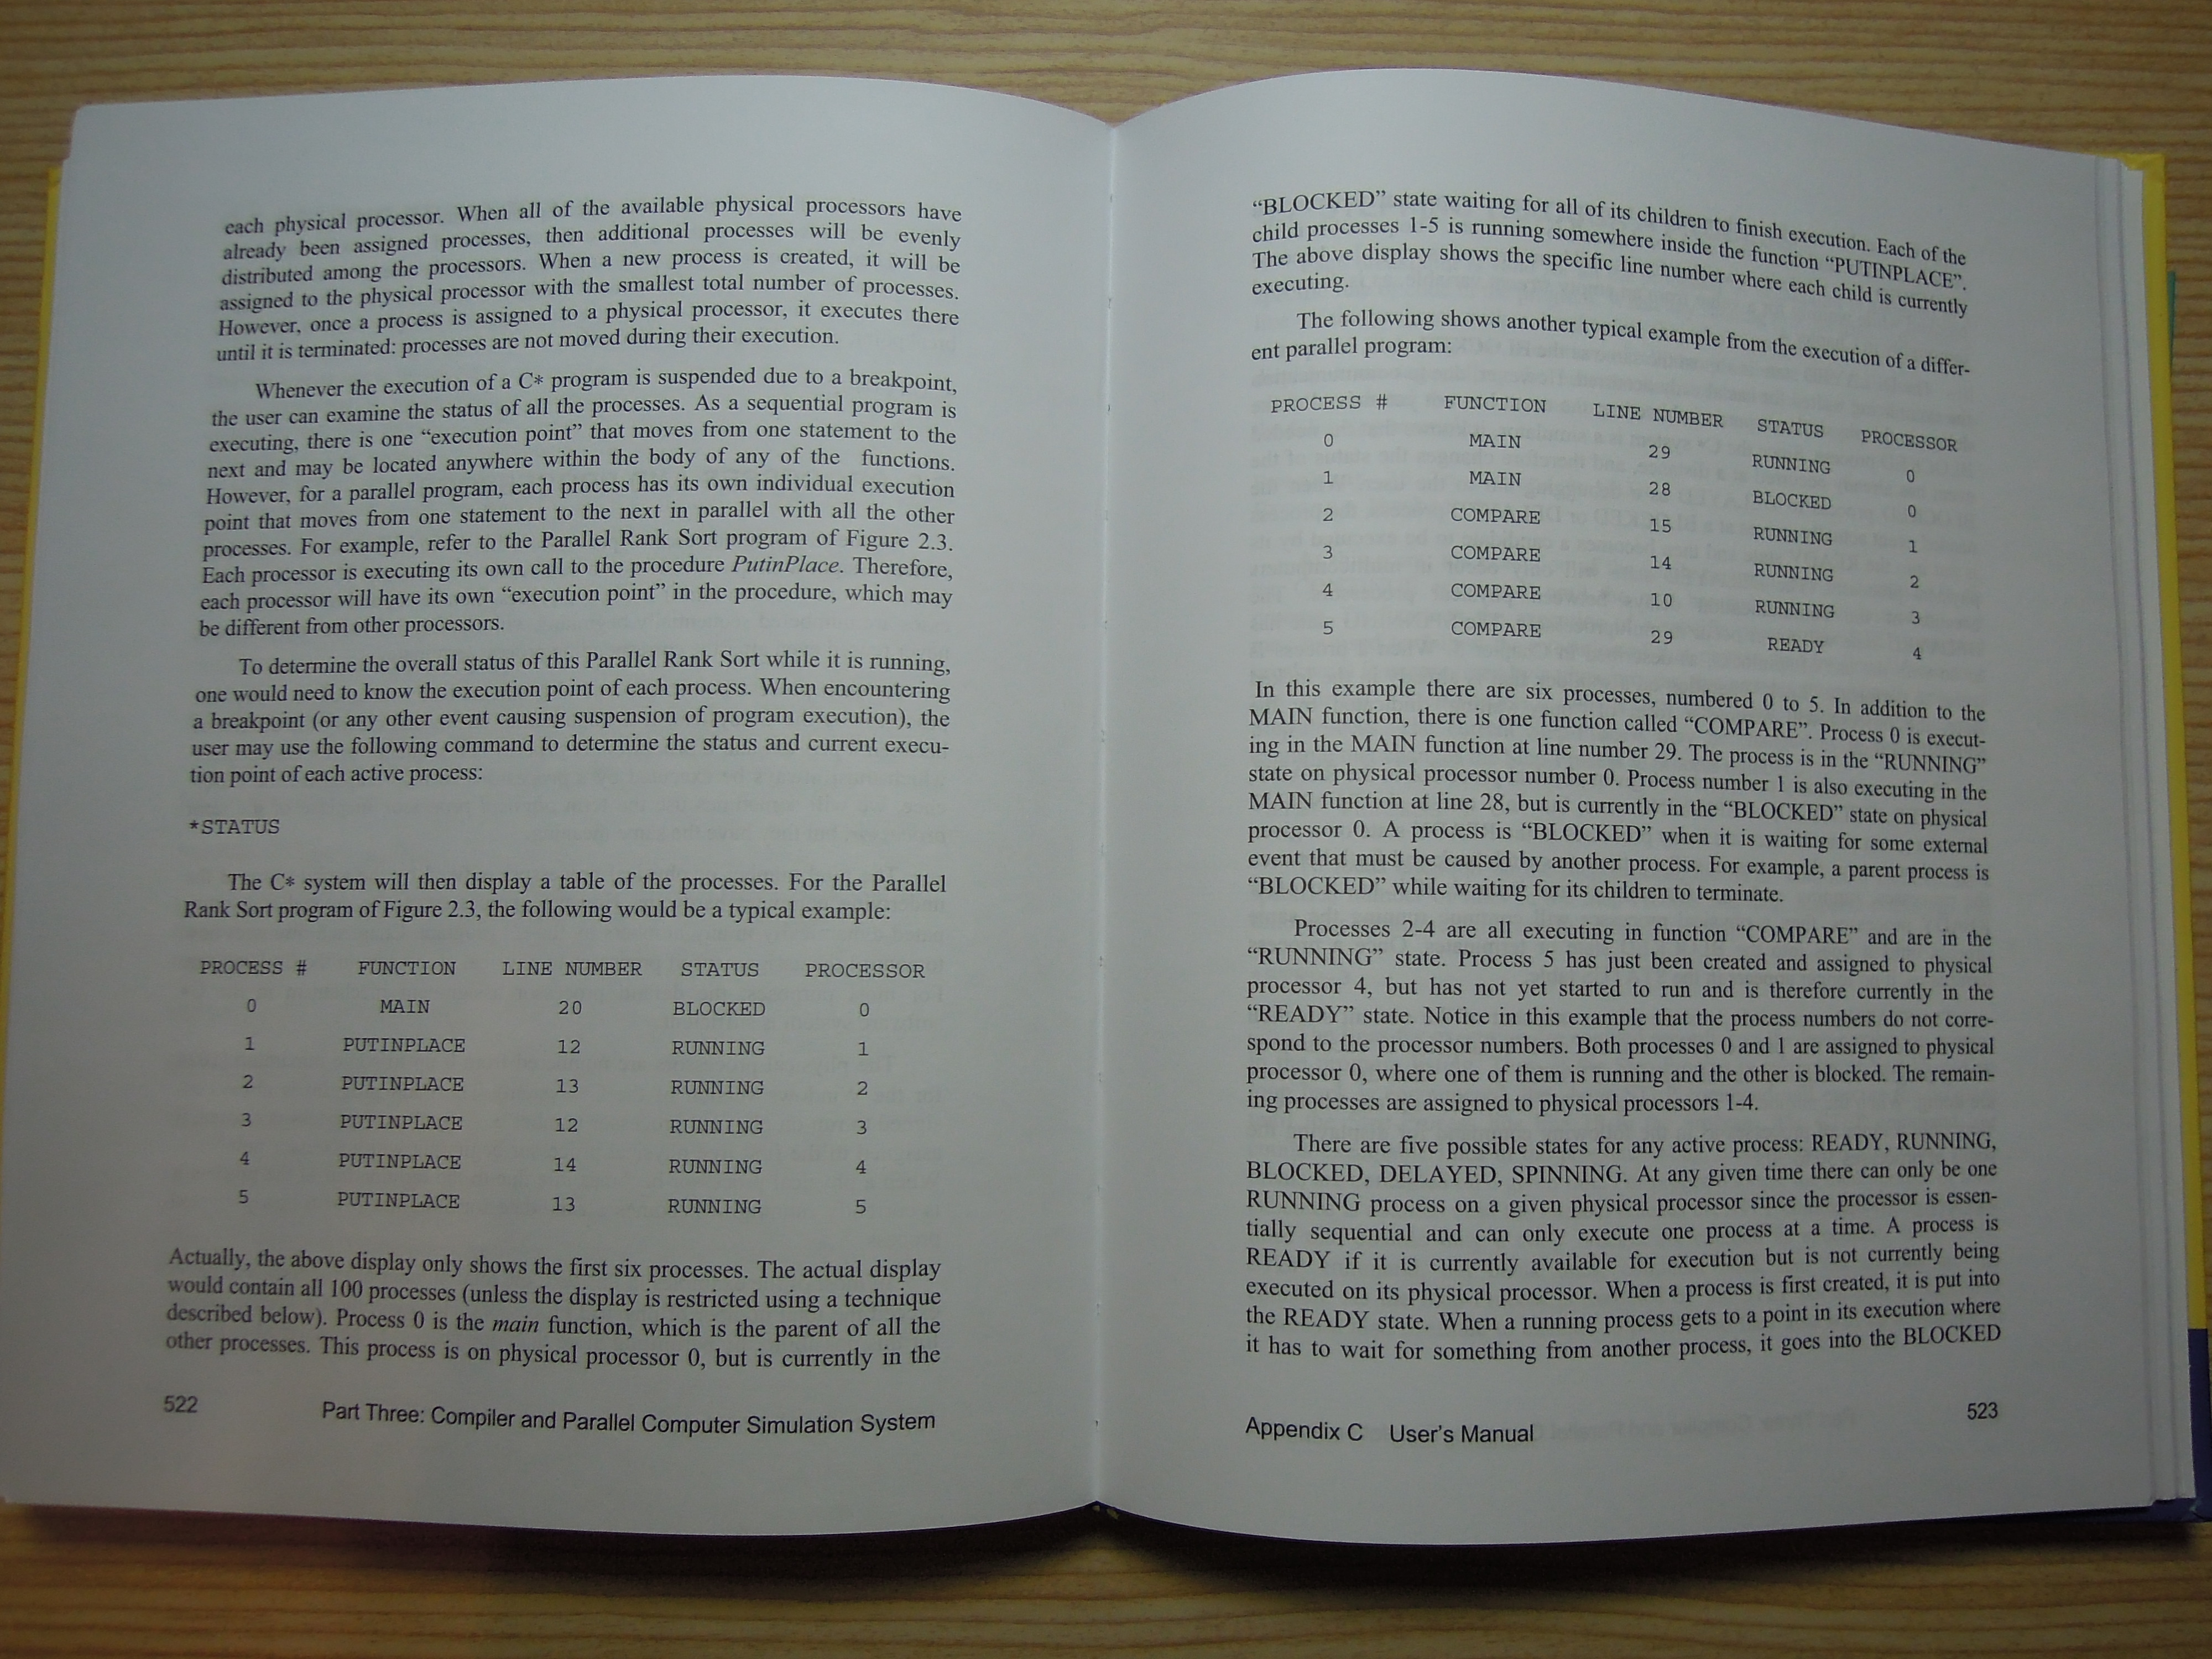 each physical processor. When all of the available physical processors have
already been assigned processes, then additional processes will be evenly
distributed among the processors. When a new process is created, it will be
assigned to the physical processor with the smallest total number of processes.
However, once a process is assigned to a physical processor, it executes there
until it is terminated: processes are not moved during their execution.
Whenever the execution of a C* program is suspended due to a breakpoint,
the user can examine the status of all the processes. As a sequential program is
executing, there is one “execution point” that moves from one statement to the
next and may be located anywhere within the body of any of the functions.
However, for a parallel program, each process has its own individual execution
point that moves from one statement to the next in parallel with all the other
processes. For example, refer to the Parallel Rank Sort program of Figure 2.3.
Each processor is executing its own call to the procedure PutinPlace. Therefore,
each processor will have its own “execution point” in the procedure, which may
be different from other processors.
To determine the overall status of this Parallel Rank Sort while it is running,
one would need to know the execution point of each process. When encountering
a breakpoint (or any other event causing suspension of program execution), the
user may use the following command to determine the status and current execu-
tion point of each active process:
*STATUS
The C* system will then display a table of the processes. For the Parallel
Rank Sort program of Figure 2.3, the following would be a typical example:
PROCESS # FUNCTION LINE NUMBER STATUS PROCESSOR
0 MAIN 20 BLOCKED 0
1 PUTINPLACE 12 RUNNING 1
2 PUTINPLACE 13 RUNNING 2
3 PUTINPLACE 12 RUNNING 3
4 PUTINPLACE 14 RUNNING 4
5 PUTINPLACE 13 RUNNING 5
Actually, the above display only shows the first six processes. The actual display
would contain all 100 processes (unless the display is restricted using a technique
described below). Process 0 is the main function, which is the parent of all the
other processes. This process is on physical processor 0, but is currently in the
522 Part Three: Compiler and Parallel Computer Simulation System
“BLOCKED” state waiting for all of its children to finish execution. Each of the
child processes 1-5 is running somewhere inside the function “PUTINPLACE”.
The above display shows the specific line number where each child is currently
executing.
The following shows another typical example from the execution of a differ-
ent parallel program:
PROCESS # FUNCTION LINE NUMBER STATUS PROCESSOR
0 MAIN 29 RUNNING 0
1 MAIN 28 BLOCKED 0
2 COMPARE 15 RUNNING 1
3 COMPARE 14 RUNNING 2
4 COMPARE 10 RUNNING 3
5 COMPARE 29 READY 4
In this example there are six processes, numbered 0 to 5. In addition to the
MAIN function, there is one function called “COMPARE”. Process 0 is execut-
ing in the MAIN function at line number 29. The process is in the “RUNNING”
state on physical processor number 0. Process number 1 is also executing in the
MAIN function at line 28, but is currently in the “BLOCKED” state on physical
processor 0. A process is “BLOCKED” when it is waiting for some external
event that must be caused by another process. For example, a parent process is
“BLOCKED” while waiting for its children to terminate.
Processes 2-4 are all executing in function “COMPARE” and are in the
“RUNNING” state. Process 5 has just been created and assigned to physical
processor 4, but has not yet started to run and is therefore currently in the
“READY” state. Notice in this example that the process numbers do not corre-
spond to the processor numbers. Both processes 0 and 1 are assigned to physical
processor 0, where one of them is running and the other is blocked. The remain-
ing processes are assigned to physical processors 1-4.
There are five possible states for any active process: READY, RUNNING,
BLOCKED, DELAYED, SPINNING. At any given time there can only be one
RUNNING process on a given physical processor since the processor is essen-
tially sequential and can only execute one process at a time. A process is
READY if it is currently available for execution but is not currently being
executed on its physical processor. When a process is first created, it is put into
the READY state. When a running process gets to a point in its execution where
it has to wait for something from another process, it goes into the BLOCKED
Appendix C User's Manual 523